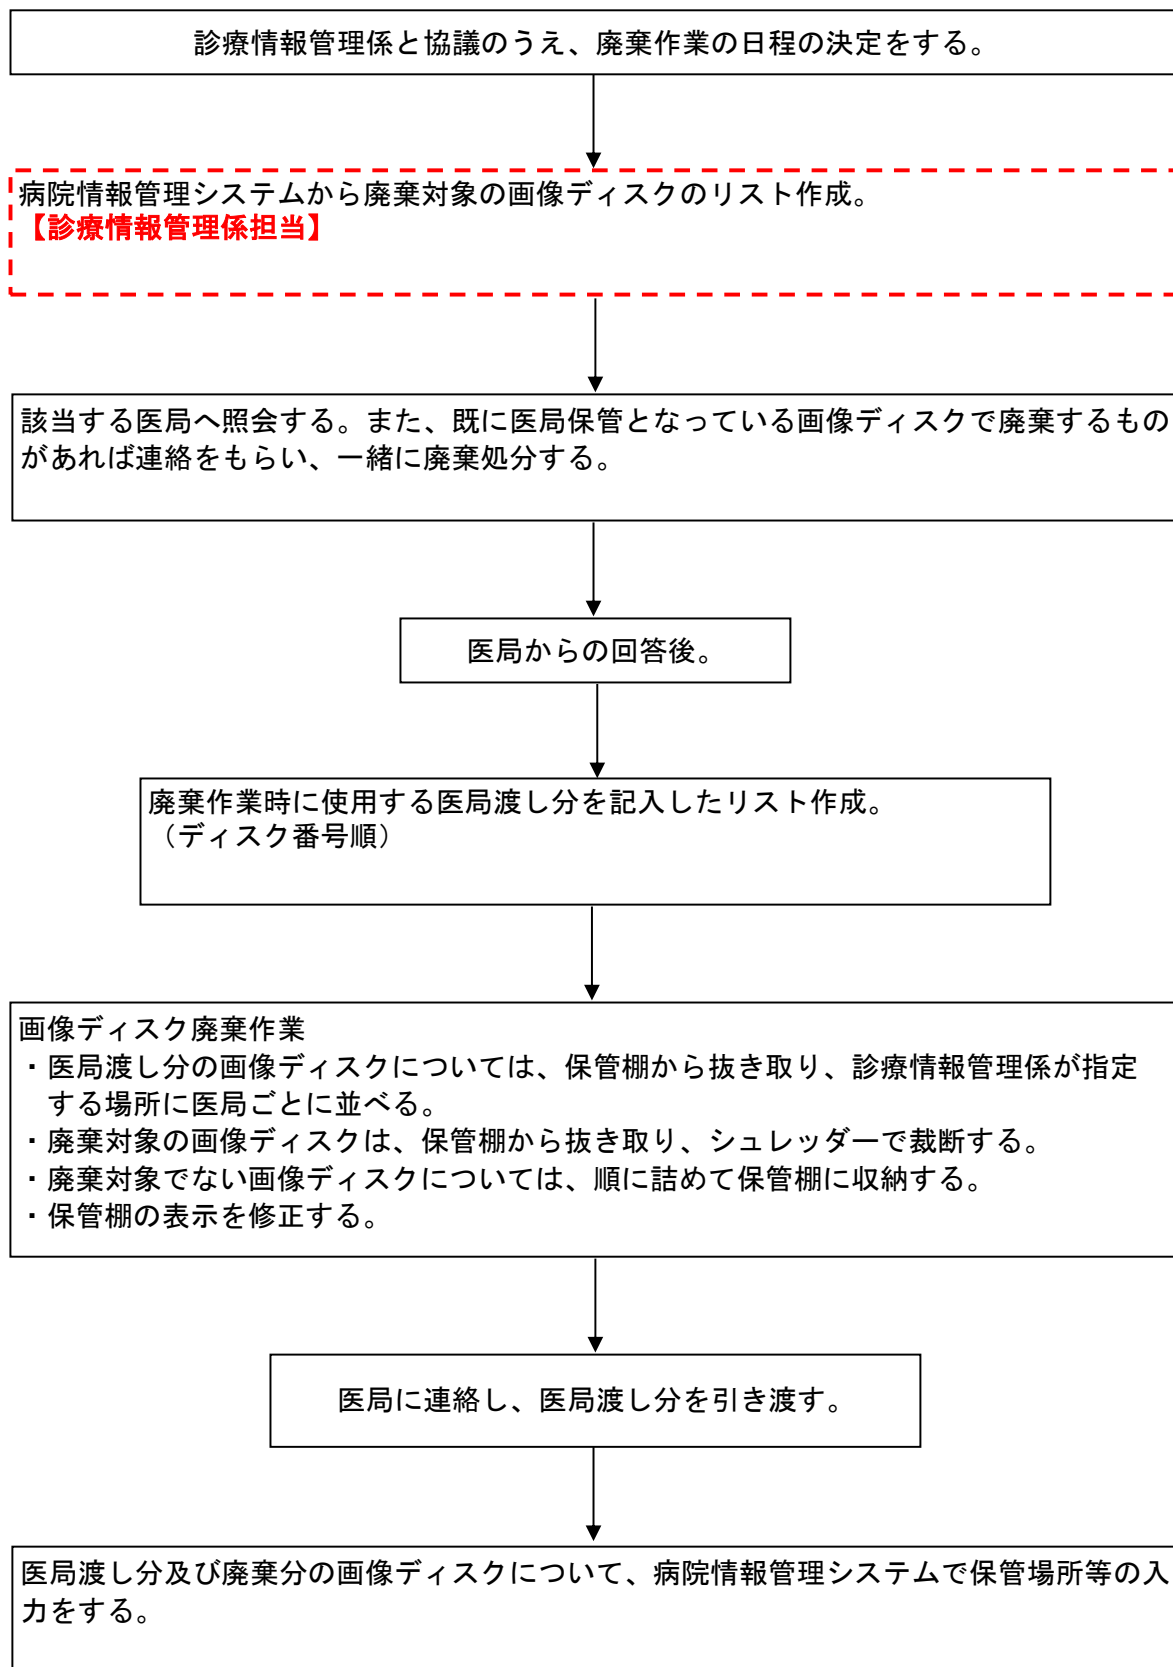 診療情報管理係と協議のうえ、廃棄作業の日程の決定をする。
病院情報管理システムから廃棄対象の画像ディスクのリスト作成。
【診療情報管理係担当】
該当する医局へ照会する。また、既に医局保管となっている画像ディスクで廃棄するもの
があれば連絡をもらい、一緒に廃棄処分する。
医局からの回答後。
廃棄作業時に使用する医局渡し分を記入したリスト作成。
（ディスク番号順）
画像ディスク廃棄作業
・医局渡し分の画像ディスクについては、保管棚から抜き取り、診療情報管理係が指定
する場所に医局ごとに並べる。
・廃棄対象の画像ディスクは、保管棚から抜き取り、シュレッダーで裁断する。
・廃棄対象でない画像ディスクについては、順に詰めて保管棚に収納する。
・保管棚の表示を修正する。
医局に連絡し、医局渡し分を引き渡す。
医局渡し分及び廃棄分の画像ディスクについて、病院情報管理システムで保管場所等の入
力をする。